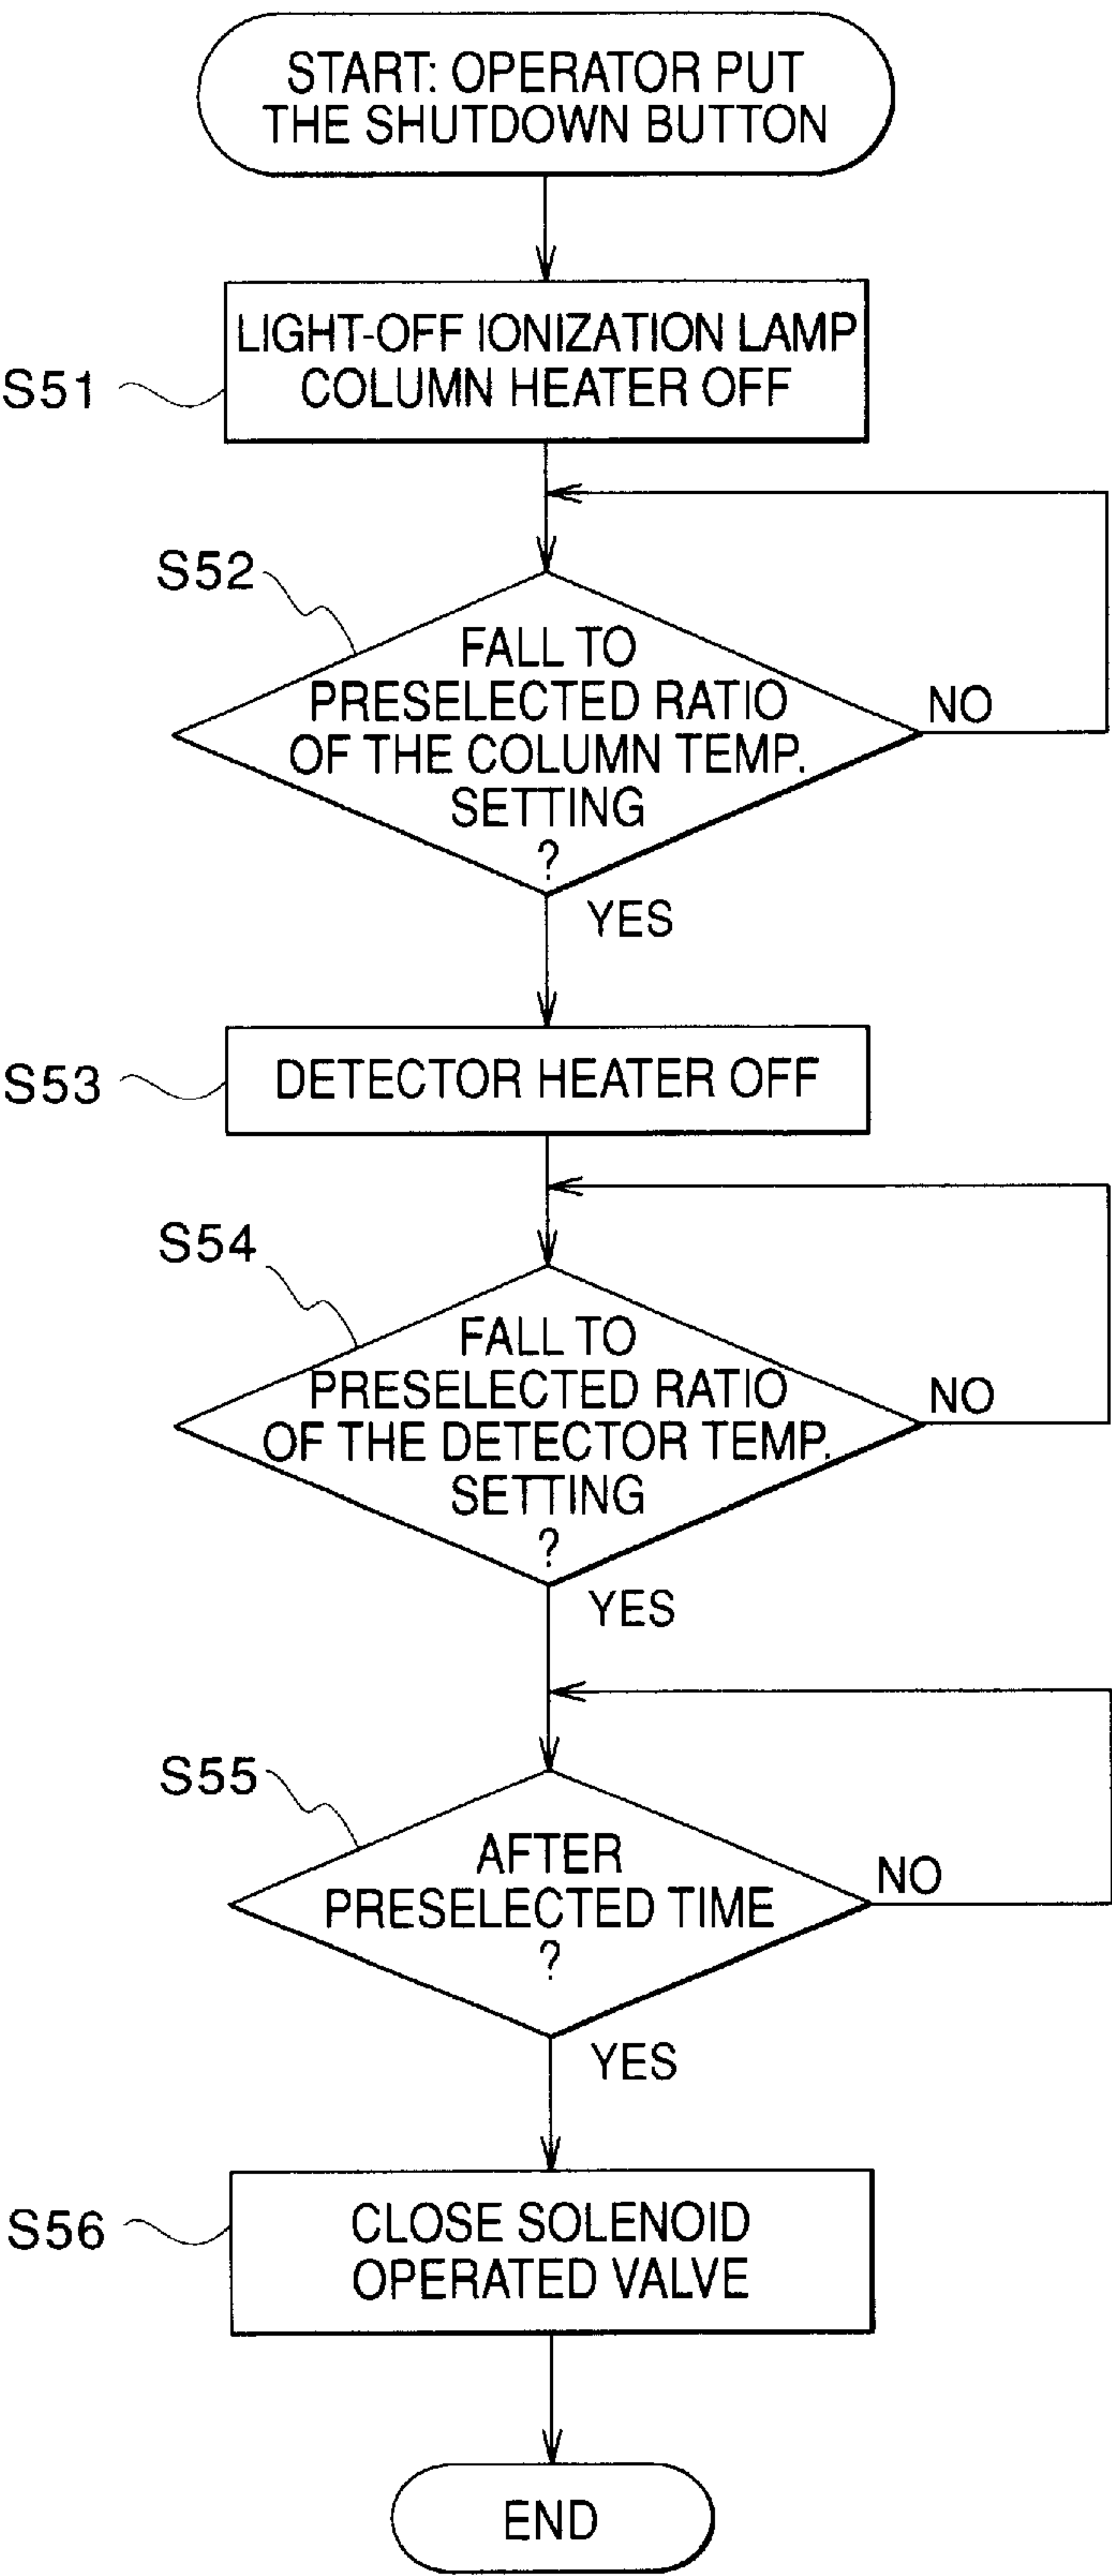 START: OPERATOR PUT
THE SHUTDOWN BUTTON
LIGHT-OFF IONIZATION LAMP
COLUMN HEATER OFF
S51
S52
FALL TO
PRESELECTED RATIO
OF THE COLUMN TEMP.
SETTING
?
NO
YES
DETECTOR HEATER OFF
S53
S54
FALL TO
PRESELECTED RATIO
OF THE DETECTOR TEMP.
SETTING
?
NO
YES
S55
AFTER
PRESELECTED TIME
?
NO
YES
S56
CLOSE SOLENOID
OPERATED VALVE
END